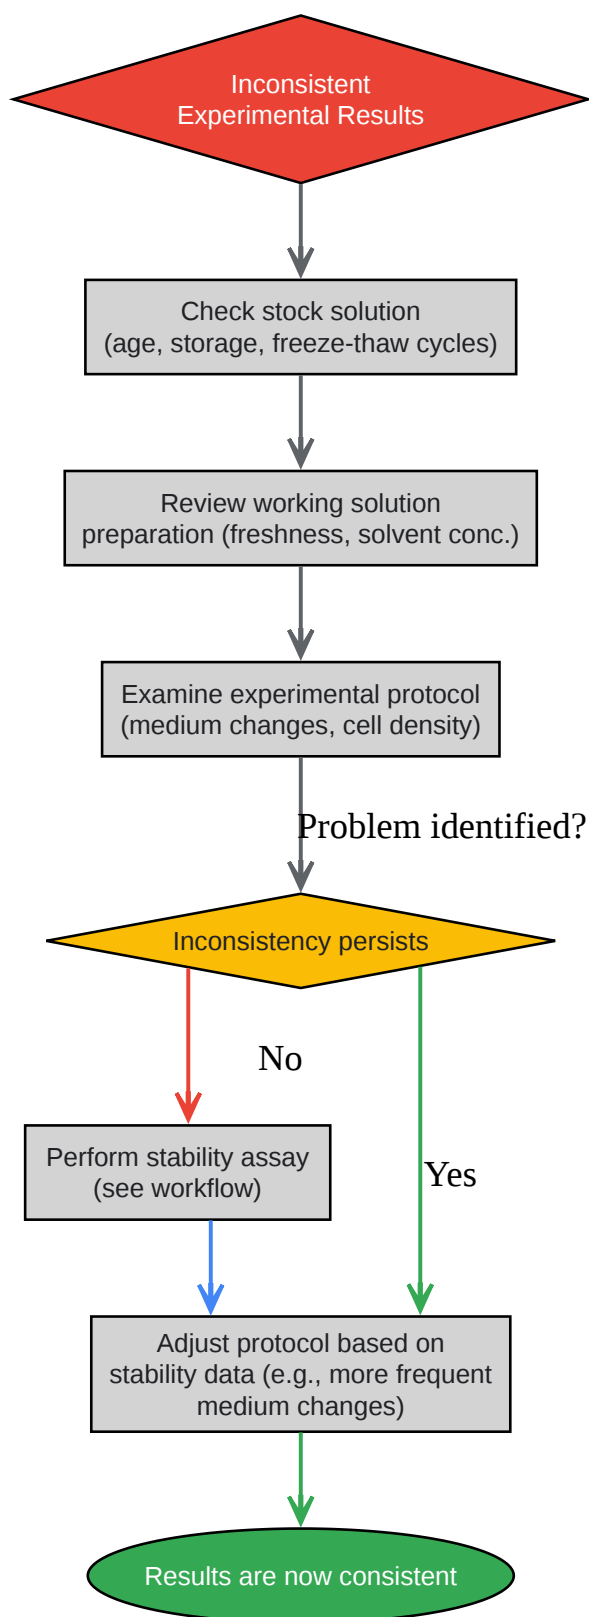 Inconsistent
Experimental Results
Check stock solution
(age, storage, freeze-thaw cycles)
Review working solution
preparation (freshness, solvent conc.)
Examine experimental protocol
(medium changes, cell density)
Problem identified?
Inconsistency persists
No
Perform stability assay
(see workflow)
Yes
Adjust protocol based on
stability data (e.g., more frequent
medium changes)
Results are now consistent